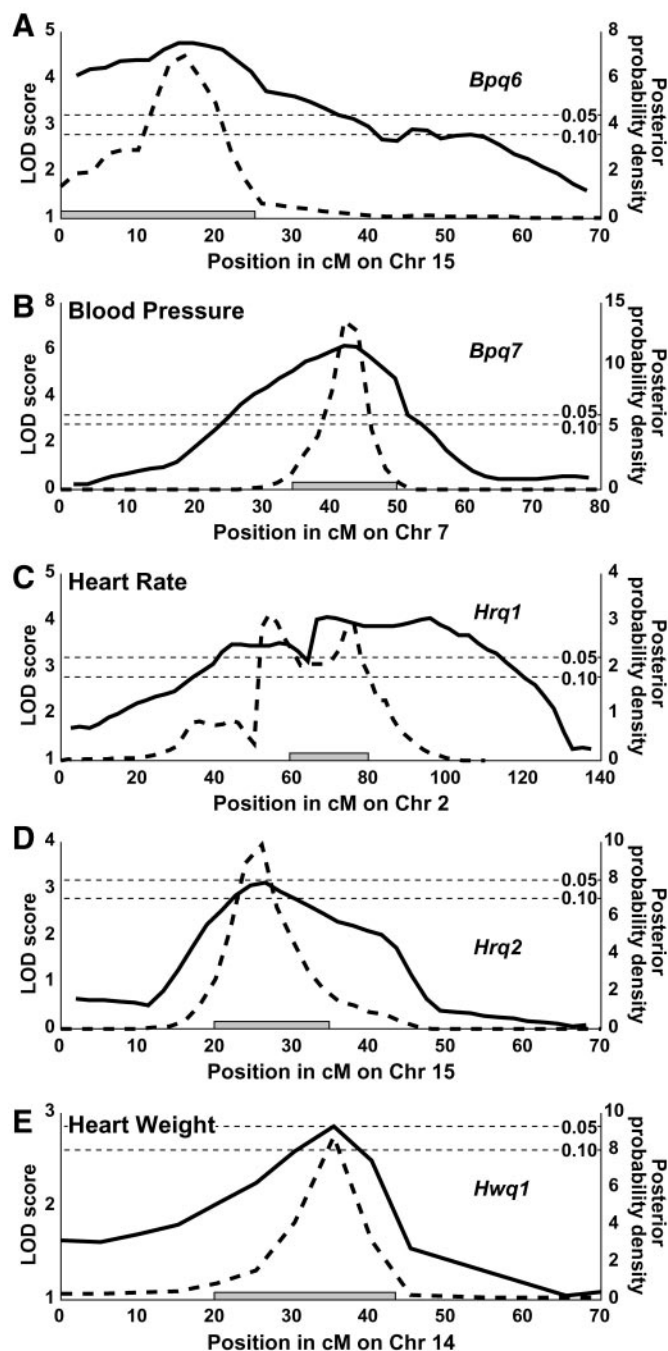 A
5
4
3
2
1
LOD score
Bpq6
0.05
0.10
8
6
4
2
0
Posterior
probability density
0 10 20 30 40 50 60 70
Position in cM on Chr 15
B
Blood Pressure
8
6
4
2
0
LOD score
Bpq7
0.05
0.10
15
10
5
0
Posterior
probability density
0 10 20 30 40 50 60 70 80
Position in cM on Chr 7
C
Heart Rate
5
4
3
2
1
LOD score
Hrq1
0.05
0.10
4
3
2
1
0
Posterior
probability density
0 20 40 60 80 100 120 140
Position in cM on Chr 2
D
4
3
2
1
0
LOD score
Hrq2
0.05
0.10
10
8
6
4
2
0
Posterior
probability density
0 10 20 30 40 50 60 70
Position in cM on Chr 15
E
Heart Weight
3
2
1
LOD score
Hwq1
0.05
0.10
10
8
6
4
2
0
Posterior
probability density
0 10 20 30 40 50 60 70
Position in cM on Chr 14